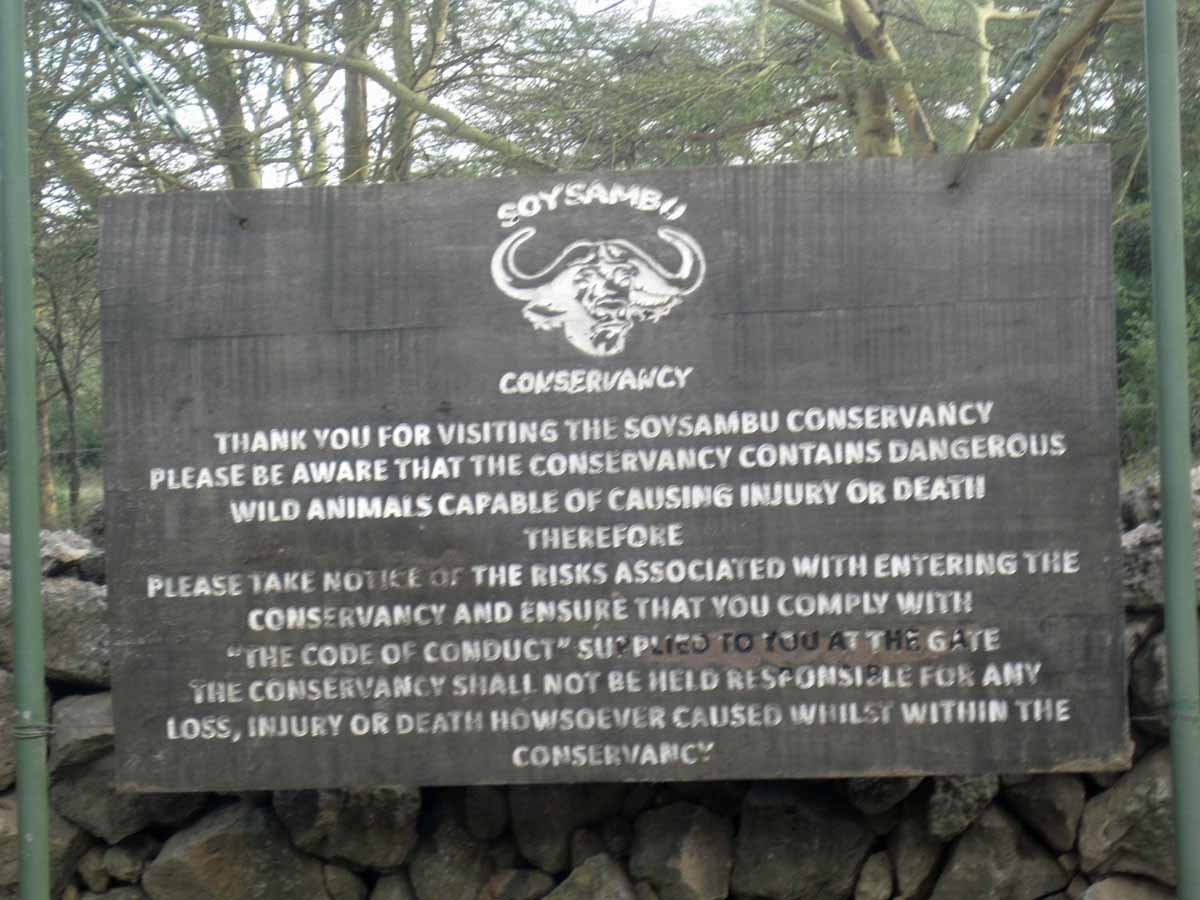 SOYSAMBU
CONSERVANCY
THANK YOU FOR VISITING THE SOYSAMBU CONSERVANCY
PLEASE BE AWARE THAT THE CONSERVANCY CONTAINS DANGEROUS
WILD ANIMALS CAPABLE OF CAUSING INJURY OR DEATH
THEREFORE
PLEASE TAKE NOTICE OF THE RISKS ASSOCIATED WITH ENTERING THE
CONSERVANCY AND ENSURE THAT YOU COMPLY WITH
"THE CODE OF CONDUCT" SUPPLIED TO YOU AT THE GATE
THE CONSERVANCY SHALL NOT BE HELD RESPONSIBLE FOR ANY
LOSS, INJURY OR DEATH HOWSOEVER CAUSED WHILST WITHIN THE
CONSERVANCY